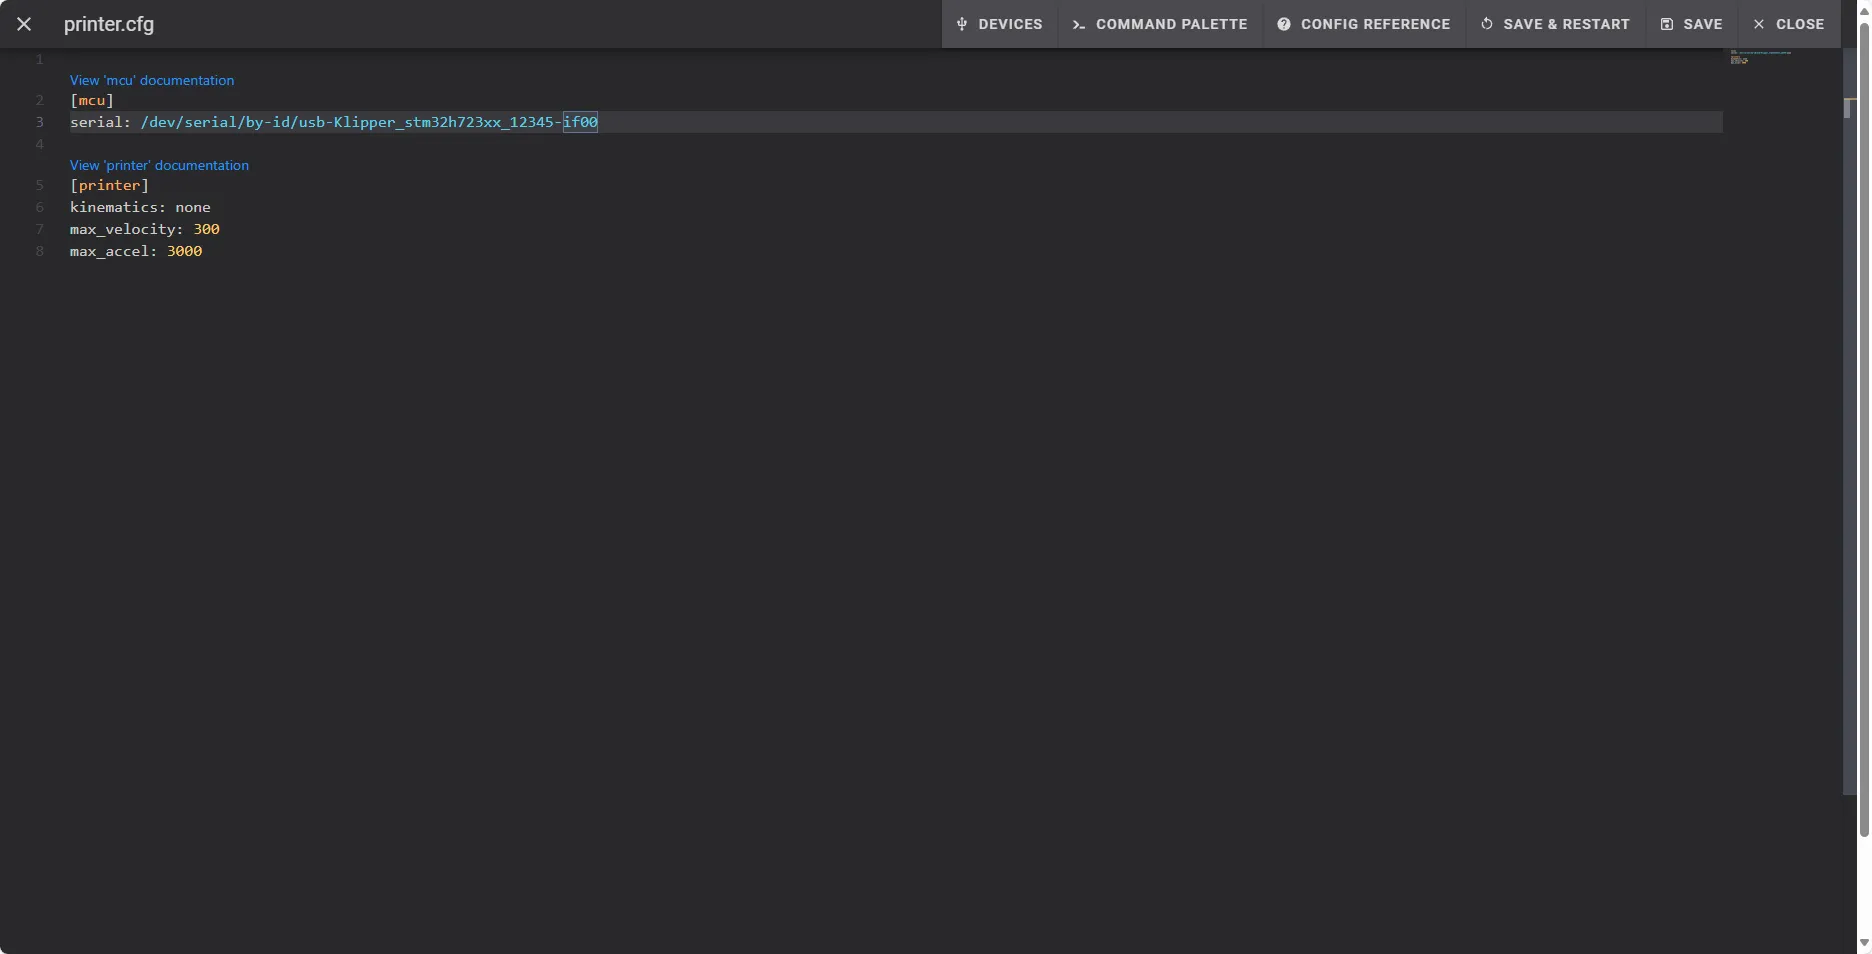 printer.cfg
DEVICES
COMMAND PALETTE
CONFIG REFERENCE
SAVE & RESTART
SAVE
CLOSE
1
View 'mcu' documentation
2 [mcu]
3 serial: /dev/serial/by-id/usb-Klipper_stm32h723xx_12345-if00
4
View 'printer' documentation
5 [printer]
6 kinematics: none
7 max_velocity: 300
8 max_accel: 3000